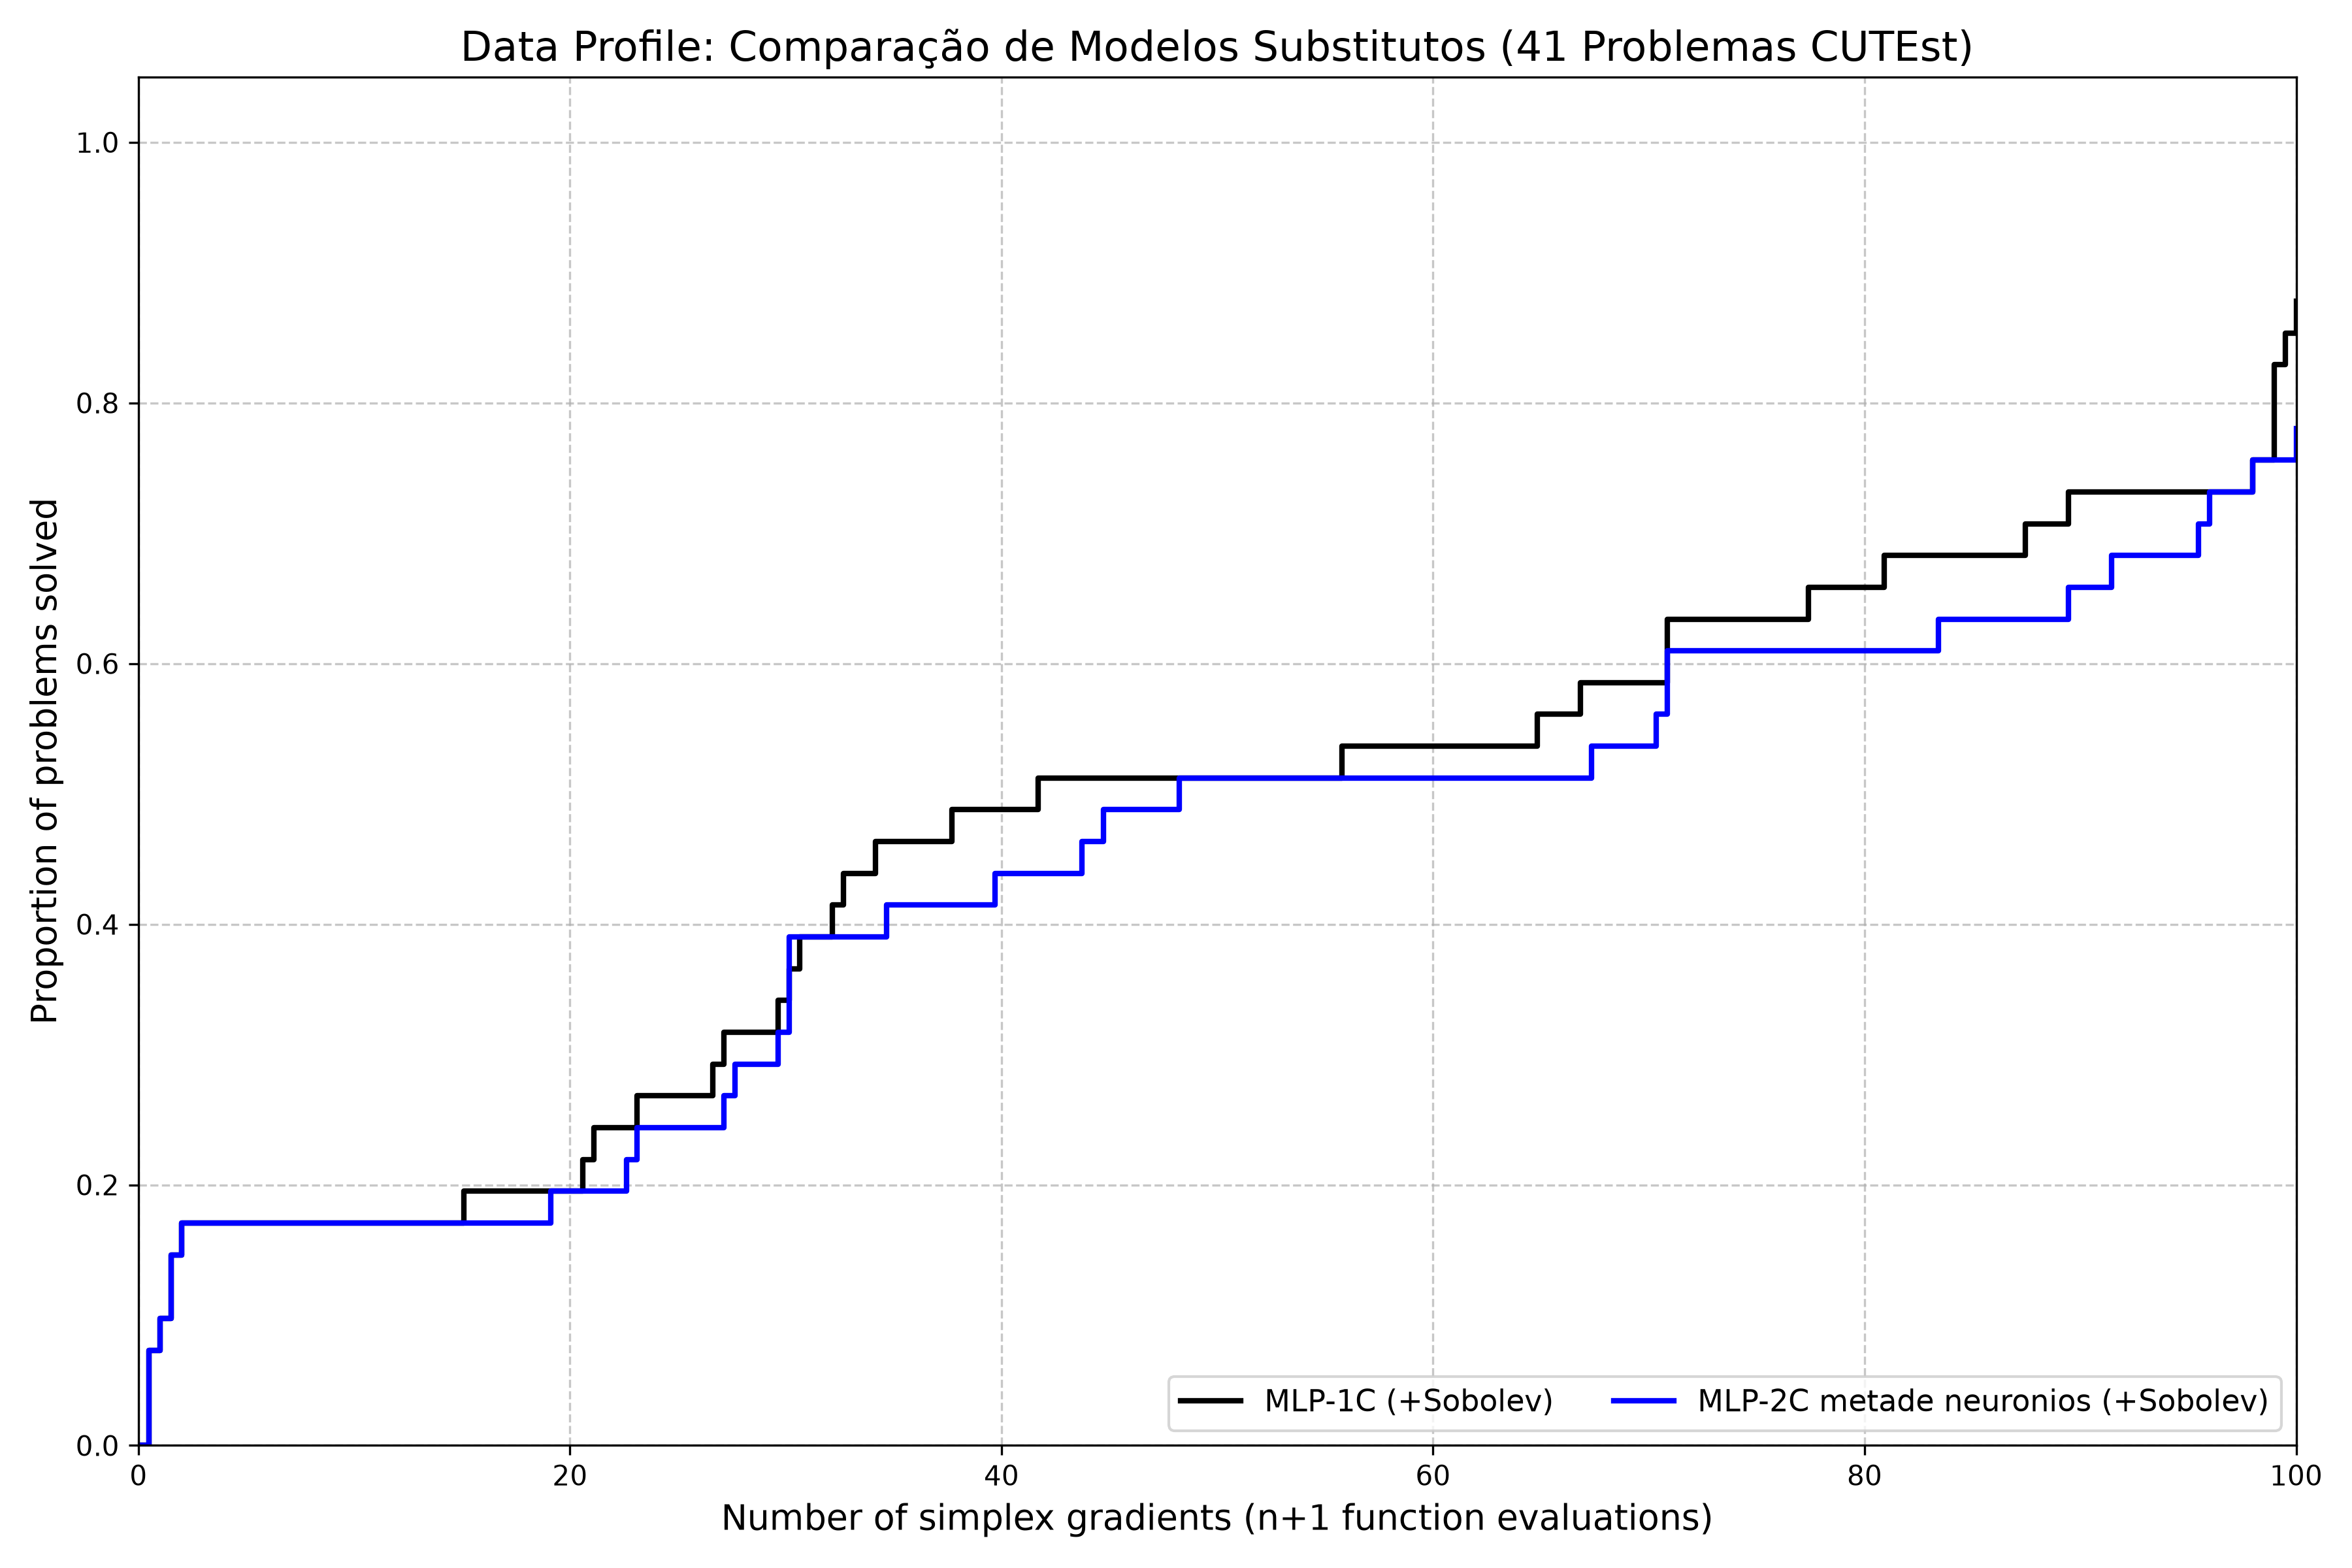 Data Profile: Comparação de Modelos Substitutos (41 Problemas CUTEst)
Proportion of problems solved
1.0
0.8
0.6
0.4
0.2
0.0
0 20 40 60 80 100
Number of simplex gradients (n+1 function evaluations)
MLP-1C (+Sobolev) MLP-2C metade neuronios (+Sobolev)